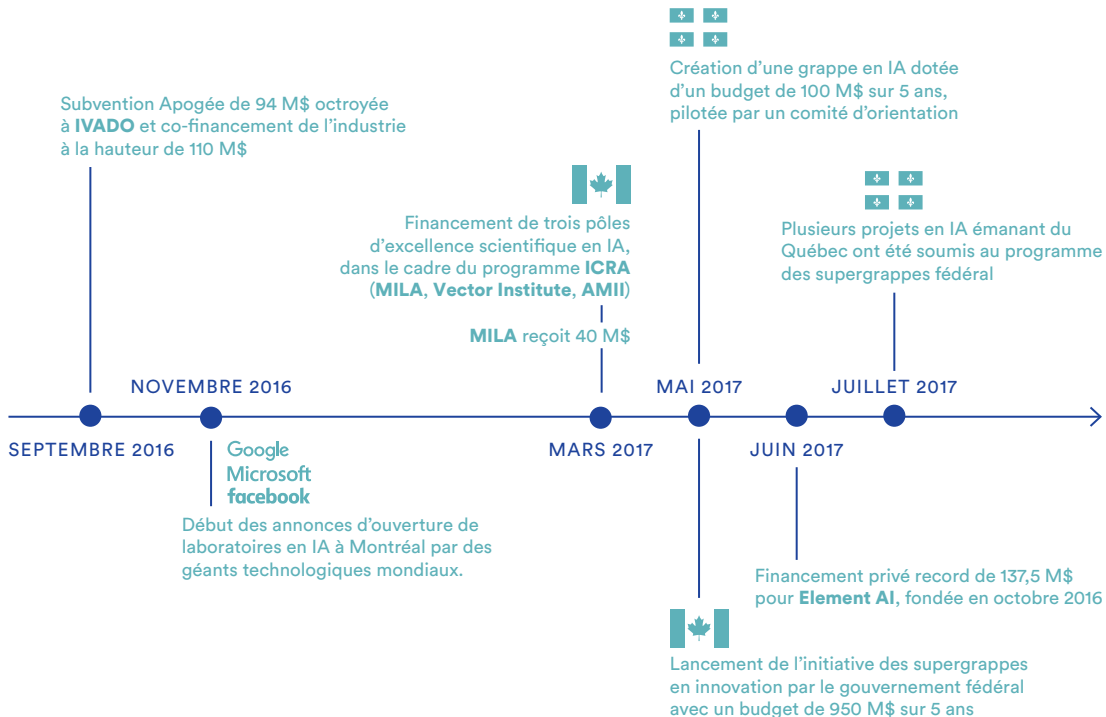 Subvention Apogée de 94 M$ octroyée
à IVADO et co-financement de l'industrie
à la hauteur de 110 M$
Financement de trois pôles
d'excellence scientifique en IA,
dans le cadre du programme ICRA
(MILA, Vector Institute, AMII)
MILA reçoit 40 M$
Création d'une grappe en IA dotée
d'un budget de 100 M$ sur 5 ans,
pilotée par un comité d'orientation
Plusieurs projets en IA émanant du
Québec ont été soumis au programme
des supergrappes fédéral
NOVEMBRE 2016
MAI 2017
JUILLET 2017
SEPTEMBRE 2016
MARS 2017
JUIN 2017
Google
Microsoft
facebook
Début des annonces d'ouverture de
laboratoires en IA à Montréal par des
géants technologiques mondiaux.
Financement privé record de 137,5 M$
pour Element AI, fondée en octobre 2016
Lancement de l'initiative des supergrappes
en innovation par le gouvernement fédéral
avec un budget de 950 M$ sur 5 ans